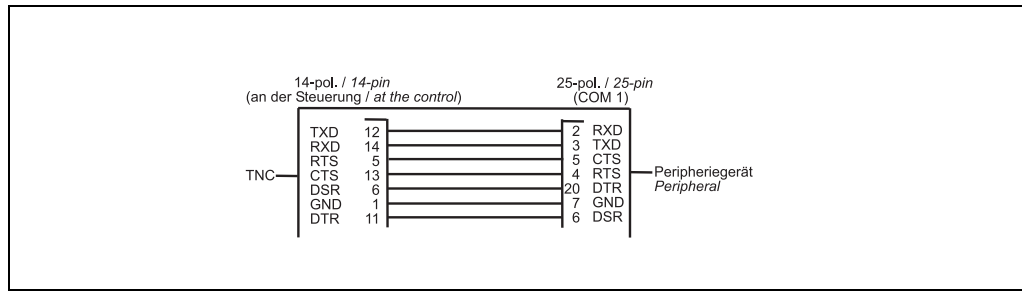 14-pol. / 14-pin
(an der Steuerung / at the control)
25-pol. / 25-pin
(COM 1)
TXD 12 2 RXD
RXD 14 3 TXD
RTS 5 5 CTS
CTS 13 4 RTS
DSR 6 20 DTR
GND 1 7 GND
DTR 11 6 DSR
TNC
Peripheriegerät
Peripheral